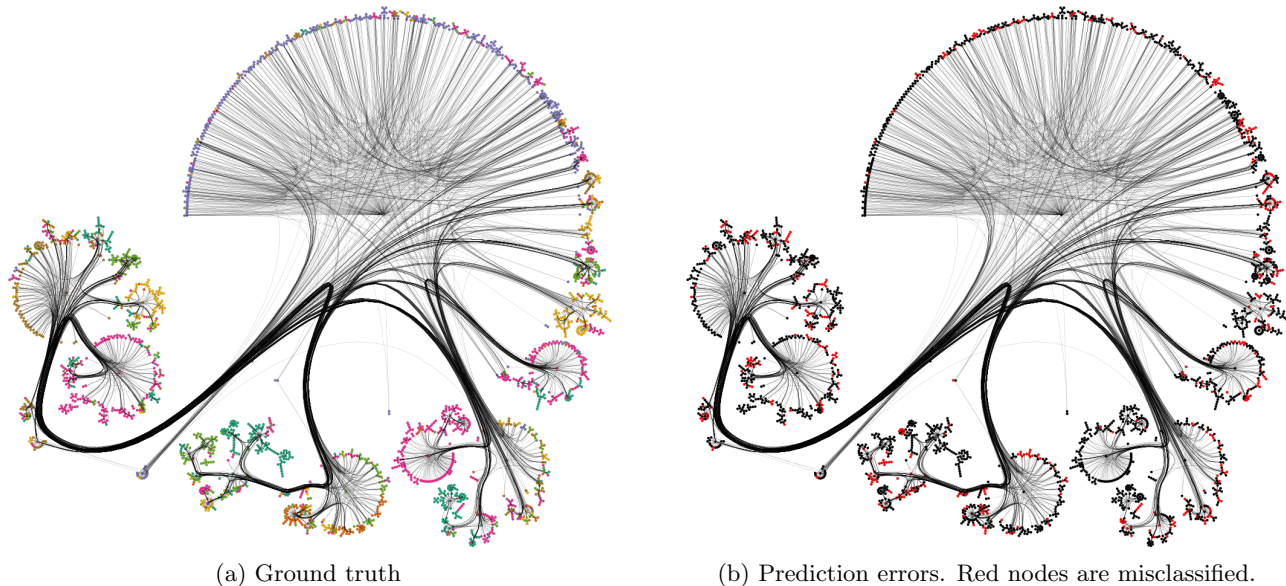 (a) Ground truth
(b) Prediction errors. Red nodes are misclassified.